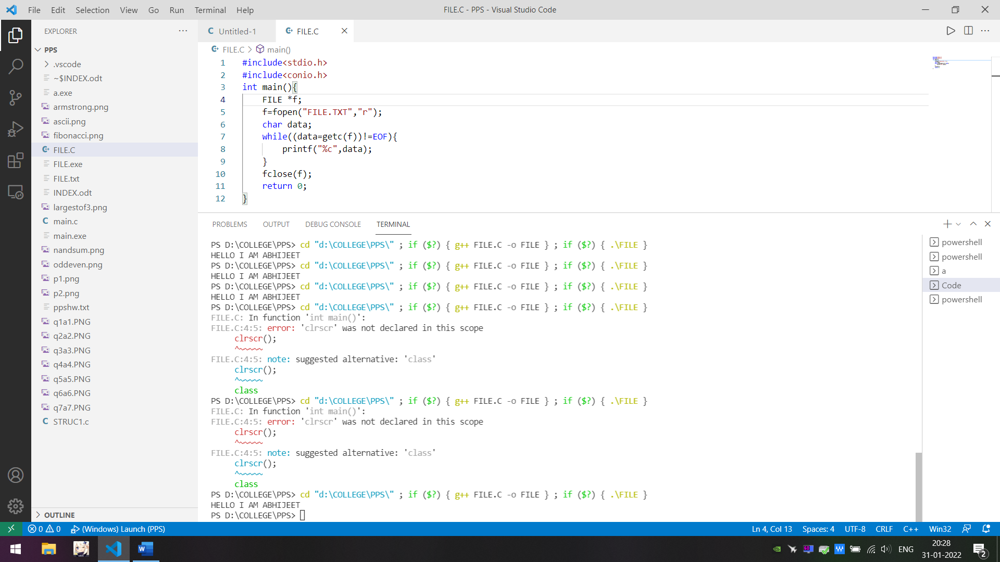 File Edit Selection View Go Run Terminal Help
FILE.C - PPS - Visual Studio Code
EXPLORER
PPS
.vscode
~$INDEX.odt
a.exe
armstrong.png
ascii.png
fibonacci.png
FILE.C
FILE.exe
FILE.txt
INDEX.odt
largestof3.png
main.c
main.exe
nandsum.png
oddeven.png
p1.png
p2.png
ppshw.txt
q1a1.PNG
q2a2.PNG
q3a3.PNG
q4a4.PNG
q5a5.PNG
q6a6.PNG
q7a7.PNG
STRUC1.c
OUTLINE
Untitled-1
FILE.C
FILE.C > main()
1 #include<stdio.h>
2 #include<conio.h>
3 int main(){
4 FILE *f;
5 f=fopen("FILE.TXT","r");
6 char data;
7 while((data=getc(f))!=EOF){
8 printf("%c",data);
9 }
10 fclose(f);
11 return 0;
12 }
PROBLEMS OUTPUT DEBUG CONSOLE TERMINAL
PS D:\COLLEGE\PPS> cd "d:\COLLEGE\PPS\" ; if ($?) { g++ FILE.C -o FILE } ; if ($?) { .\FILE }
HELLO I AM ABHIJEET
PS D:\COLLEGE\PPS> cd "d:\COLLEGE\PPS\" ; if ($?) { g++ FILE.C -o FILE } ; if ($?) { .\FILE }
HELLO I AM ABHIJEET
PS D:\COLLEGE\PPS> cd "d:\COLLEGE\PPS\" ; if ($?) { g++ FILE.C -o FILE } ; if ($?) { .\FILE }
HELLO I AM ABHIJEET
PS D:\COLLEGE\PPS> cd "d:\COLLEGE\PPS\" ; if ($?) { g++ FILE.C -o FILE } ; if ($?) { .\FILE }
FILE.C: In function 'int main()':
FILE.C:4:5: error: 'clrscr' was not declared in this scope
clrscr();
^~~~~~
FILE.C:4:5: note: suggested alternative: 'class'
clrscr();
^~~~~~
class
PS D:\COLLEGE\PPS> cd "d:\COLLEGE\PPS\" ; if ($?) { g++ FILE.C -o FILE } ; if ($?) { .\FILE }
FILE.C: In function 'int main()':
FILE.C:4:5: error: 'clrscr' was not declared in this scope
clrscr();
^~~~~~
FILE.C:4:5: note: suggested alternative: 'class'
clrscr();
^~~~~~
class
PS D:\COLLEGE\PPS> cd "d:\COLLEGE\PPS\" ; if ($?) { g++ FILE.C -o FILE } ; if ($?) { .\FILE }
HELLO I AM ABHIJEET
PS D:\COLLEGE\PPS>
powershell
powershell
a
Code
powershell
0 0 (Windows) Launch (PPS)
Ln 4, Col 13 Spaces: 4 UTF-8 CRLF C++ Win32
ENG
20:28
31-01-2022
2